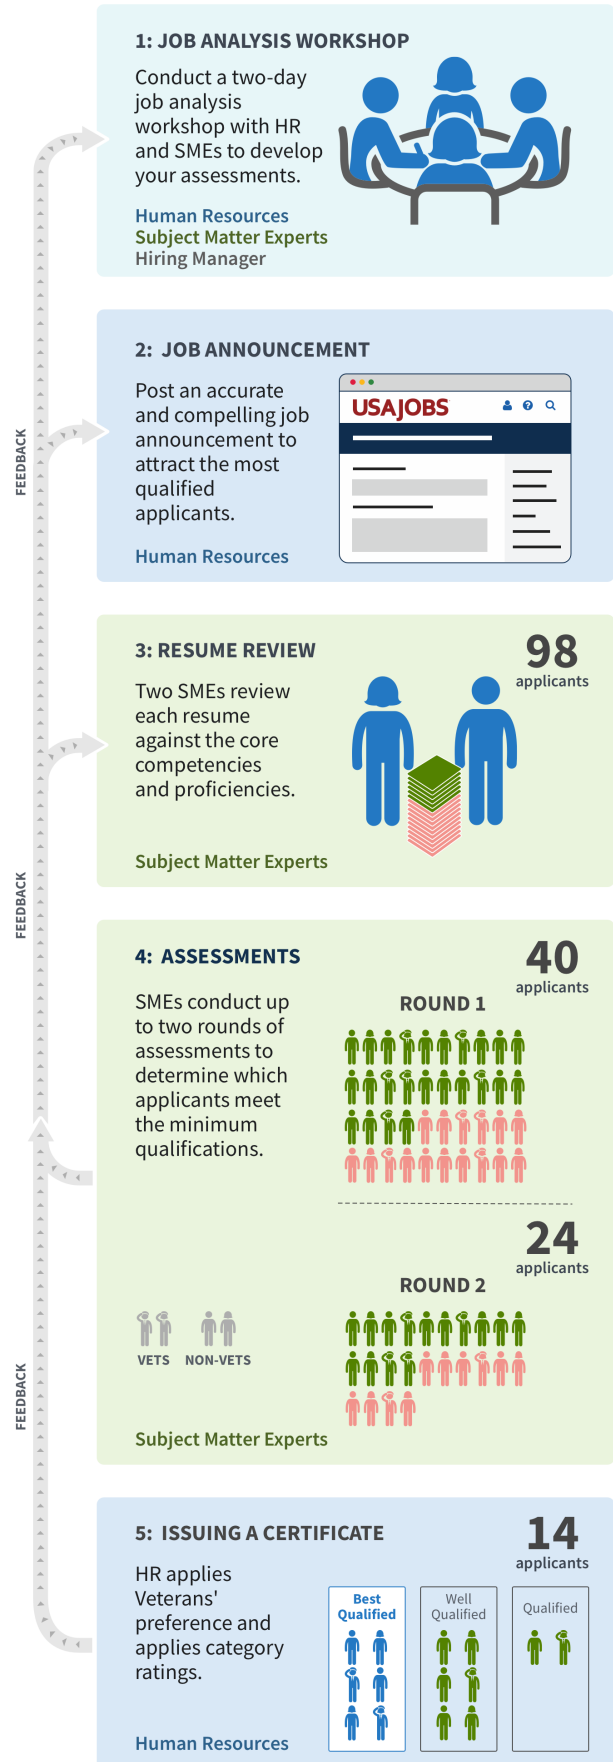 1: JOB ANALYSIS WORKSHOP
Conduct a two-day
job analysis
workshop with HR
and SMEs to develop
your assessments.
Human Resources
Subject Matter Experts
Hiring Manager
FEEDBACK
2: JOB ANNOUNCEMENT
Post an accurate
and compelling job
announcement to
attract the most
qualified
applicants.
Human Resources
USAJOBS
3: RESUME REVIEW
98
applicants
Two SMEs review
each resume
against the core
competencies
and proficiencies.
Subject Matter Experts
FEEDBACK
4: ASSESSMENTS
40
applicants
SMEs conduct up
to two rounds of
assessments to
determine which
applicants meet
the minimum
qualifications.
ROUND 1
24
applicants
ROUND 2
VETS NON-VETS
Subject Matter Experts
FEEDBACK
5: ISSUING A CERTIFICATE
14
applicants
HR applies
Veterans'
preference and
applies category
ratings.
Human Resources
Best
Qualified
Well
Qualified
Qualified